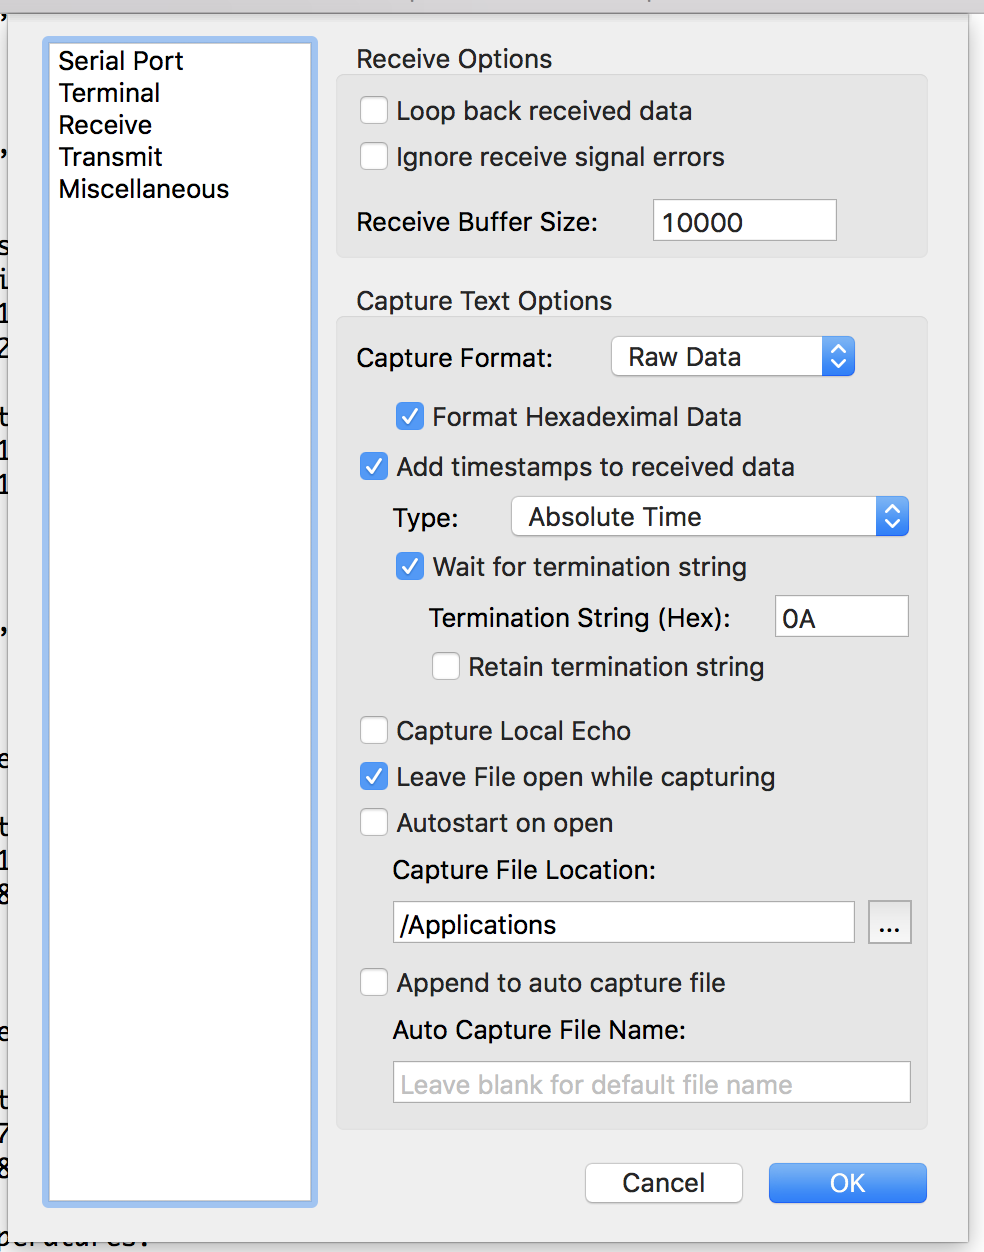 Serial Port
Terminal
Receive
Transmit
Miscellaneous
Receive Options
Loop back received data
Ignore receive signal errors
Receive Buffer Size: 10000
Capture Text Options
Capture Format: Raw Data
Format Hexadeximal Data
Add timestamps to received data
Type: Absolute Time
Wait for termination string
Termination String (Hex): 0A
Retain termination string
Capture Local Echo
Leave File open while capturing
Autostart on open
Capture File Location:
/Applications ...
Append to auto capture file
Auto Capture File Name:
Leave blank for default file name
Cancel OK